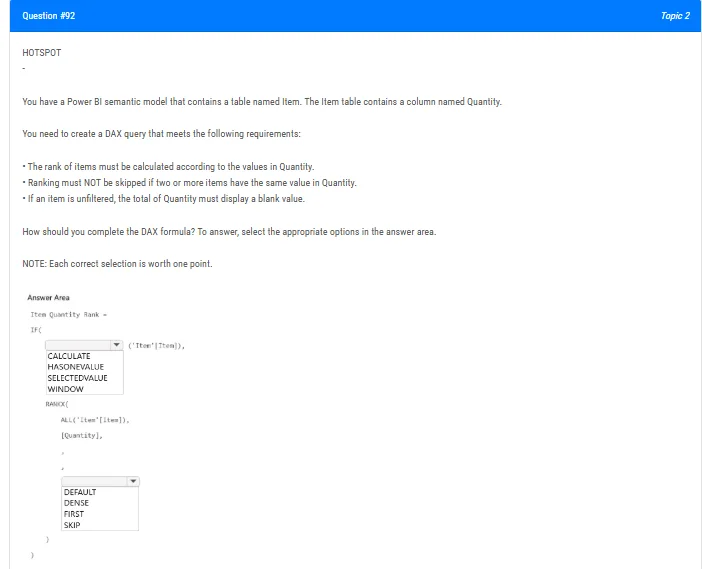 Question #92 Topic 2
HOTSPOT
-
You have a Power BI semantic model that contains a table named Item. The Item table contains a column named Quantity.
You need to create a DAX query that meets the following requirements:
• The rank of items must be calculated according to the values in Quantity.
• Ranking must NOT be skipped if two or more items have the same value in Quantity.
• If an item is unfiltered, the total of Quantity must display a blank value.
How should you complete the DAX formula? To answer, select the appropriate options in the answer area.
NOTE: Each correct selection is worth one point.
Answer Area
Item Quantity Rank =
IF(
('Item'[Item]),
CALCULATE
HASONEVALUE
SELECTEDVALUE
WINDOW
RANKX(
ALL('Item'[Item]),
[Quantity],
,
,
DEFAULT
DENSE
FIRST
SKIP
)
)